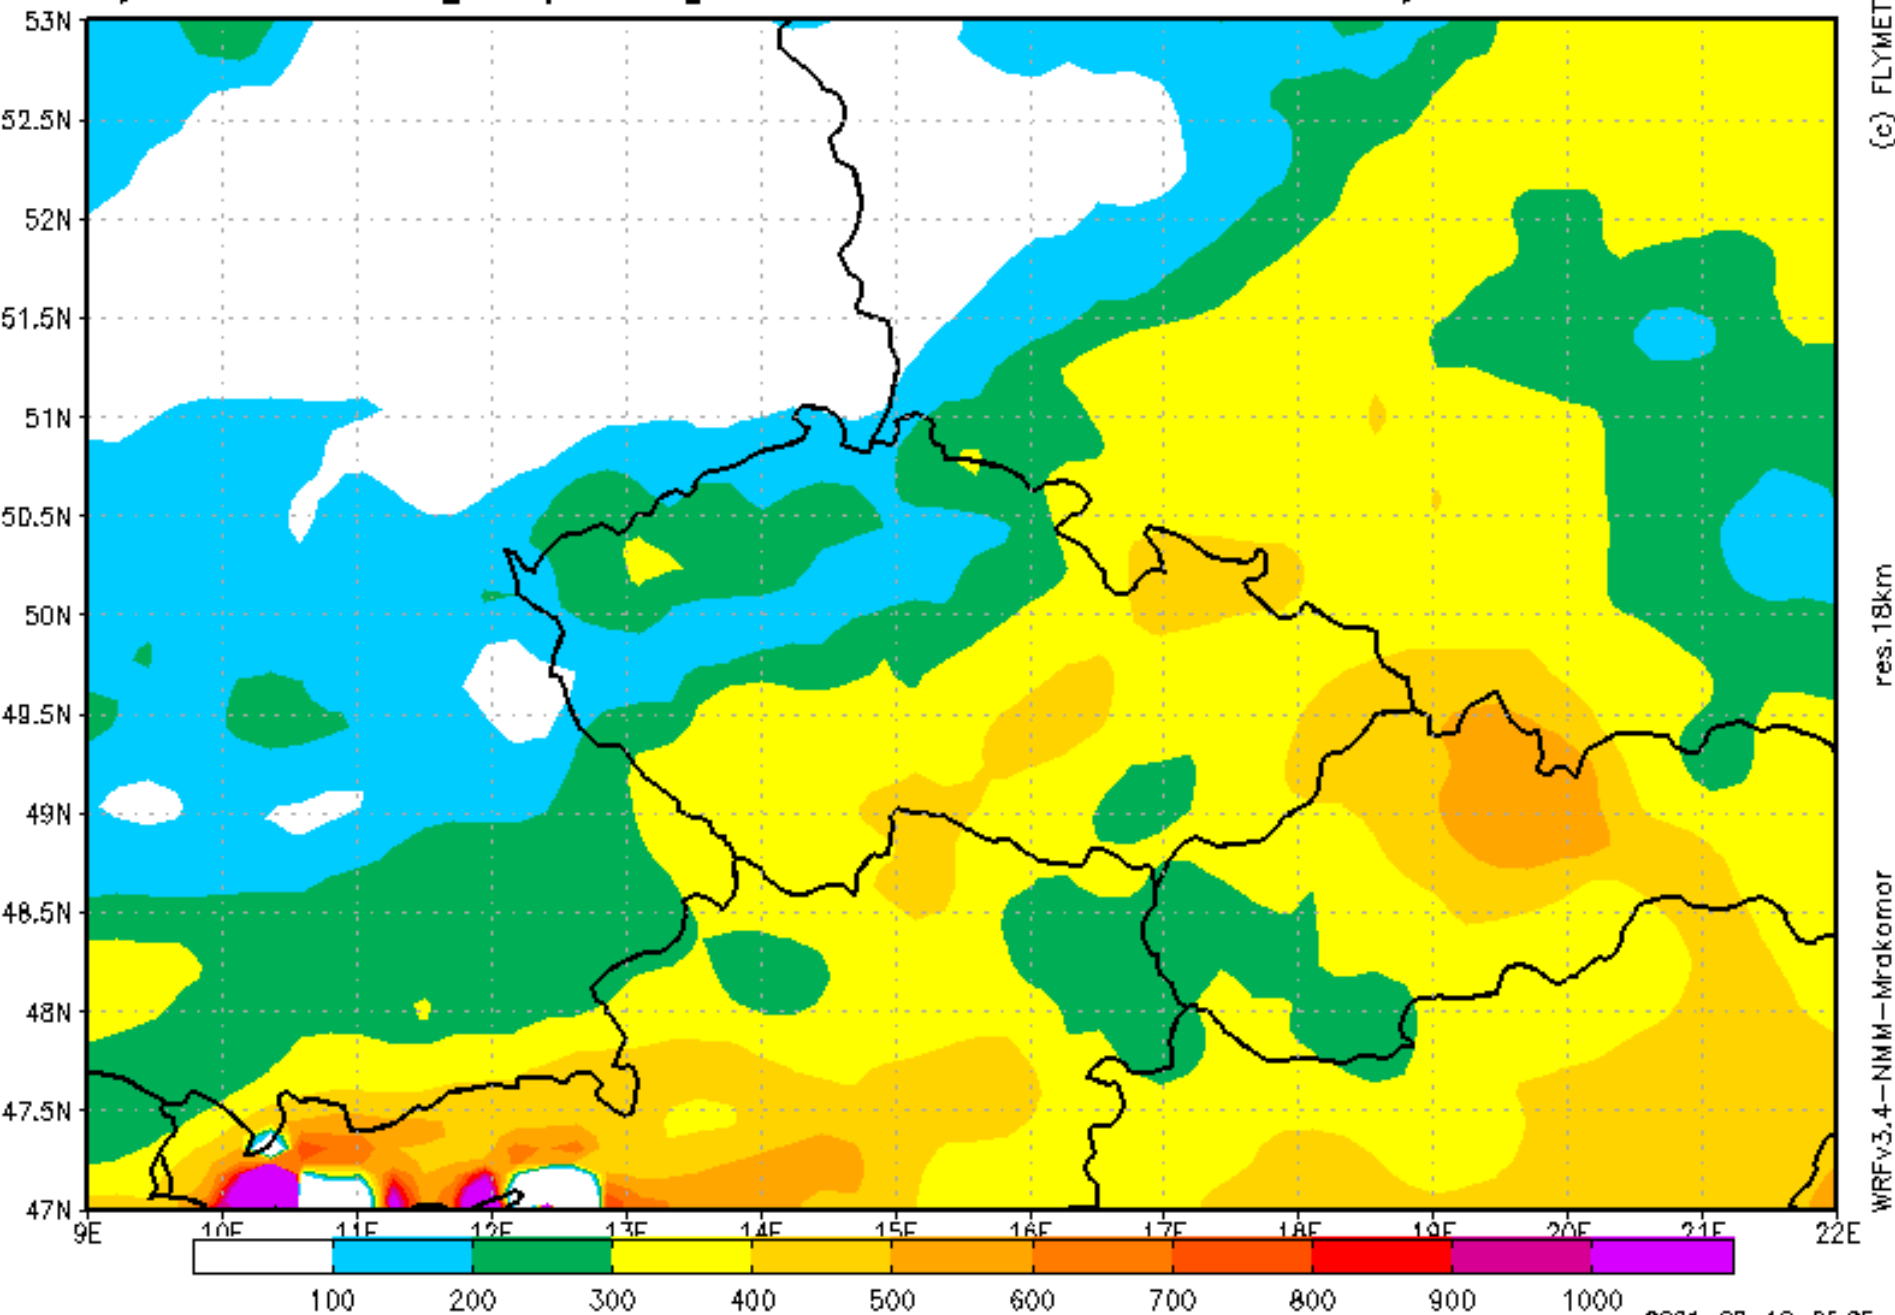 53N
52.5N
52N
51.5N
51N
50.5N
50N
49.5N
49N
48.5N
48N
47.5N
47N
9E 10E 11E 12E 13E 14E 15E 16E 17E 18E 19E 20E 21E 22E
100 200 300 400 500 600 700 800 900 1000
(c) FLYMET
res.18km
WRFv3.4-NMM-Mrakomor